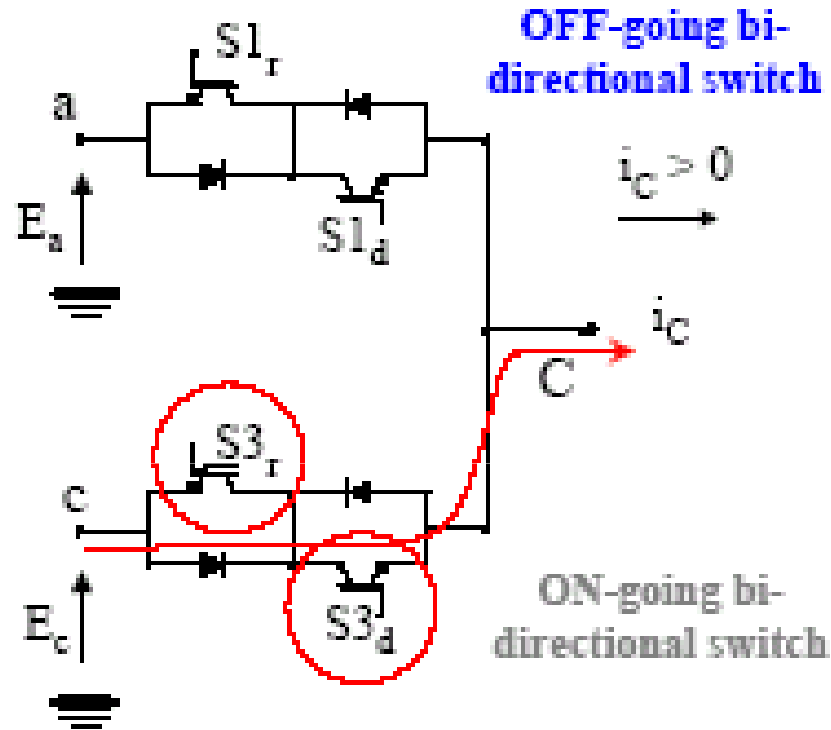 OFF-going bi-
directional switch
S1r
a
iC > 0
Ea
S1d
iC
C
S3r
c
ON-going bi-
directional switch
Ec
S3d